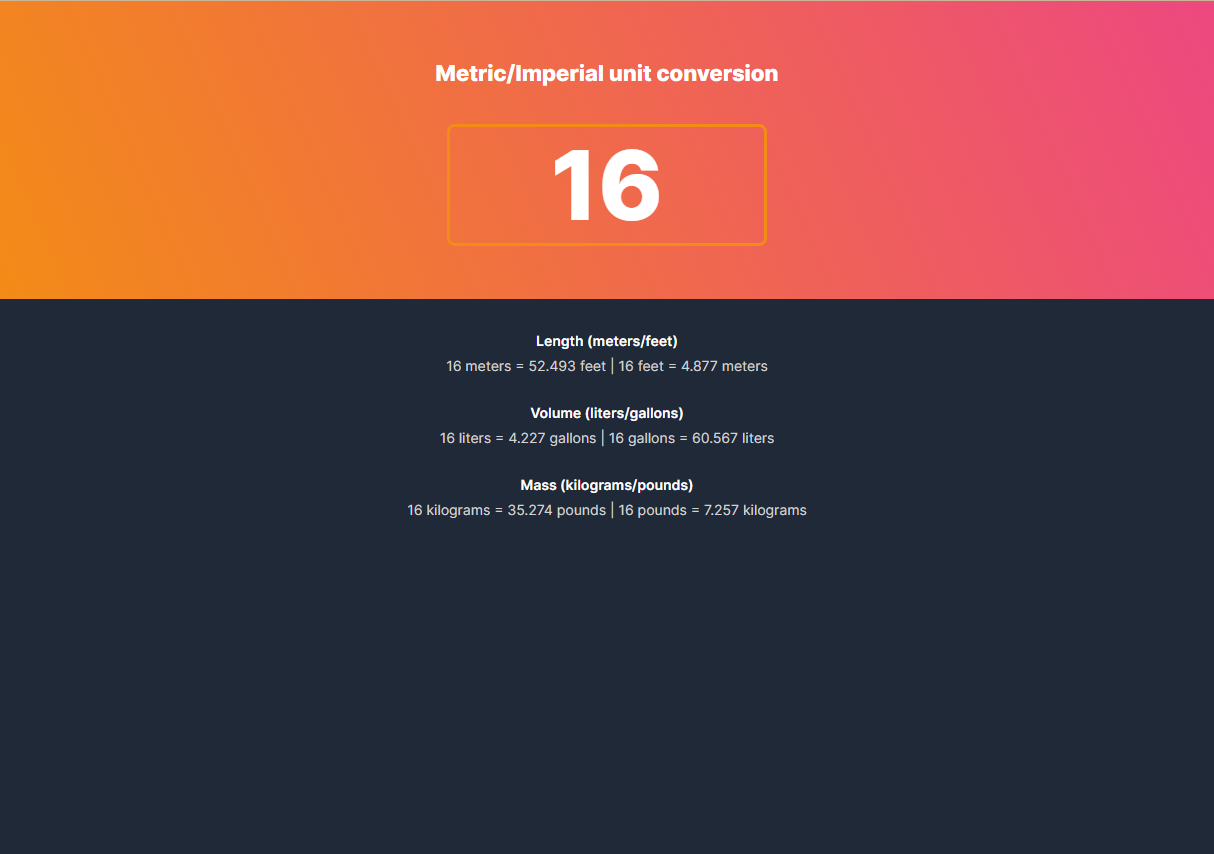 Metric/Imperial unit conversion
16
Length (meters/feet)
16 meters = 52.493 feet | 16 feet = 4.877 meters
Volume (liters/gallons)
16 liters = 4.227 gallons | 16 gallons = 60.567 liters
Mass (kilograms/pounds)
16 kilograms = 35.274 pounds | 16 pounds = 7.257 kilograms